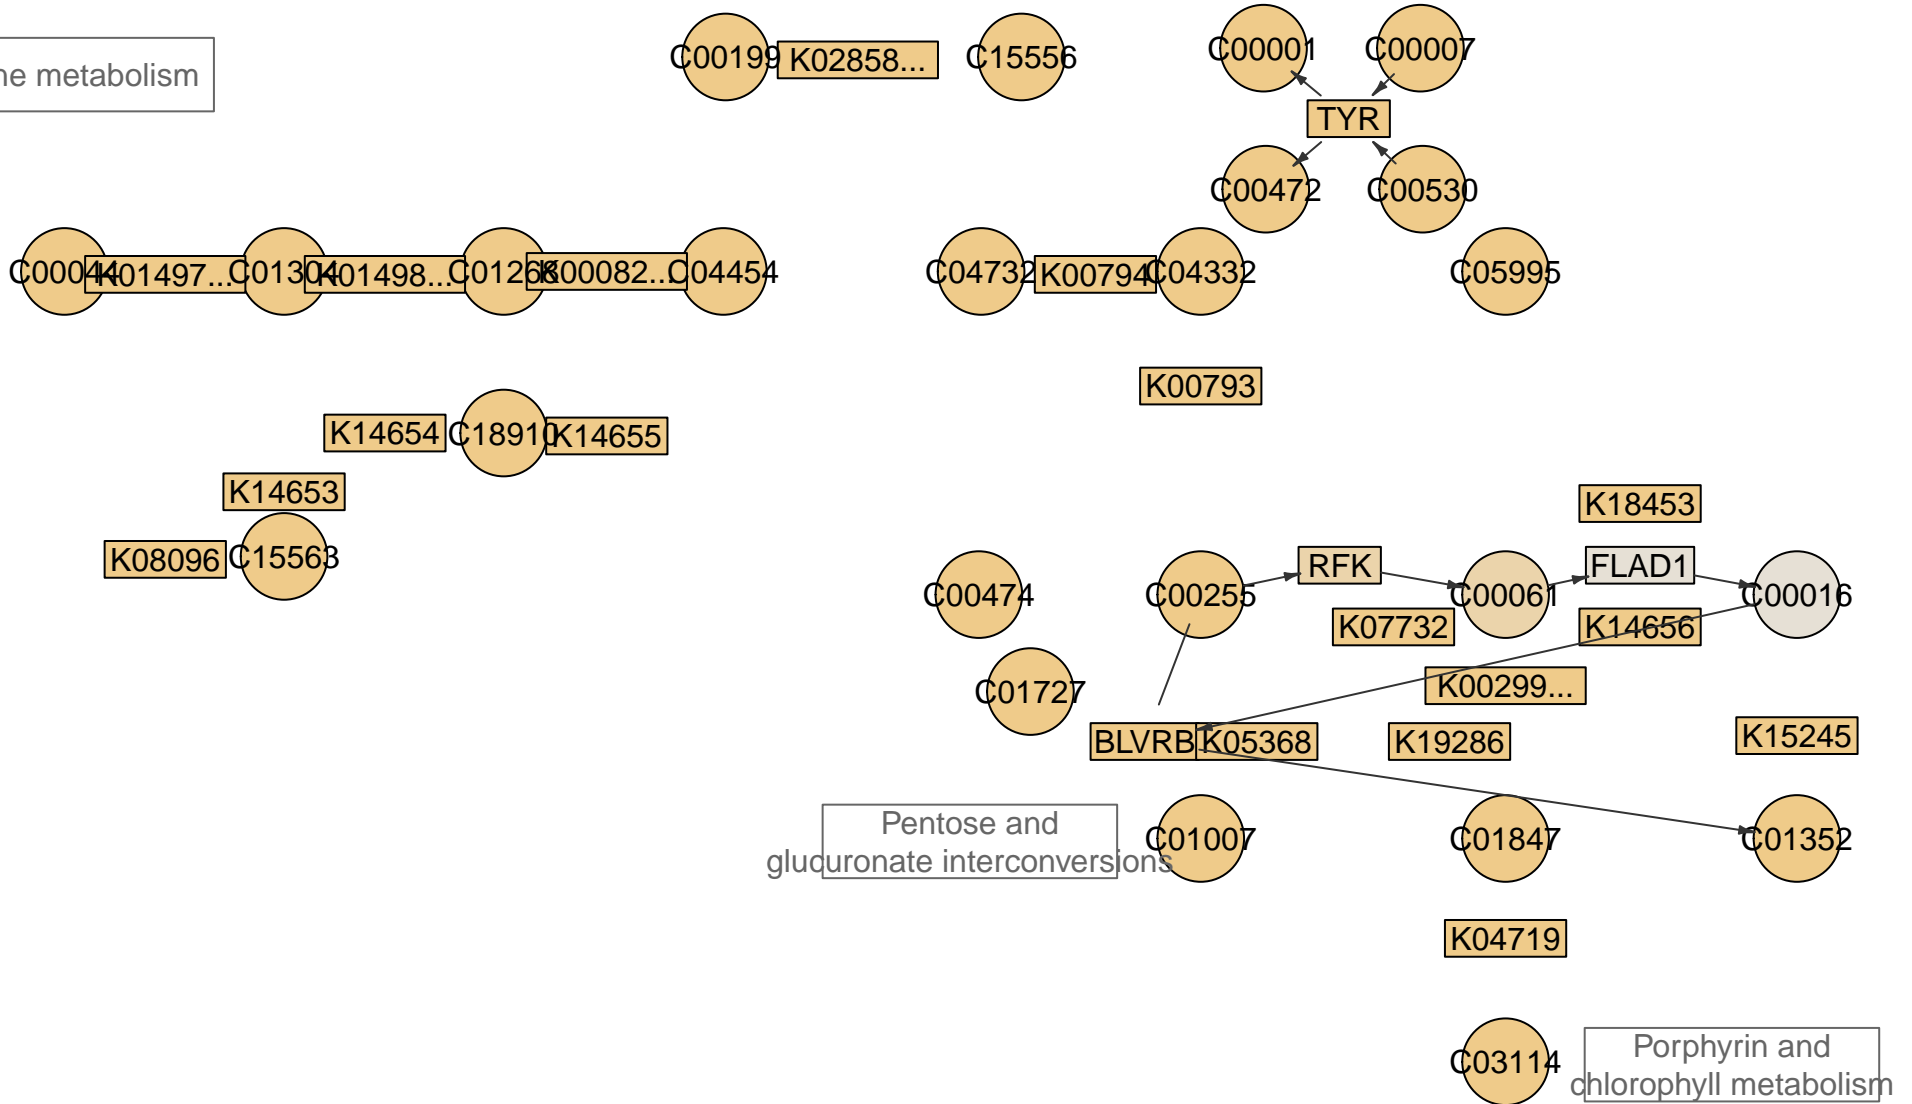 ne metabolism
C00199
K02858...
C15556
C00001
C00007
TYR
C00472
C00530
C00044
K01497...
C01304
K01498...
C01268
K00082...
C04454
C04732
K00794
C04332
C05995
K00793
K14654
C18910
K14655
K14653
K08096
C15563
K18453
C00474
C00255
RFK
C00061
FLAD1
C00016
K07732
K14656
C01727
K00299...
BLVRB
K05368
K19286
K15245
Pentose and
glucuronate interconversions
C01007
C01847
C01352
K04719
C03114
Porphyrin and
chlorophyll metabolism